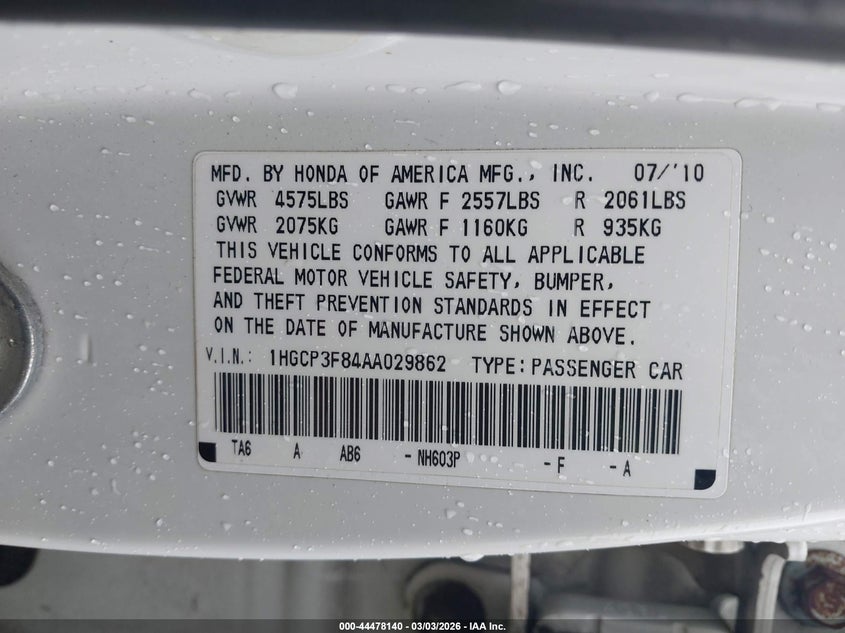 MFD. BY HONDA OF AMERICA MFG., INC. 07/'10
GVWR 4575LBS GAWR F 2557LBS R 2061LBS
GVWR 2075KG GAWR F 1160KG R 935KG
THIS VEHICLE CONFORMS TO ALL APPLICABLE
FEDERAL MOTOR VEHICLE SAFETY, BUMPER,
AND THEFT PREVENTION STANDARDS IN EFFECT
ON THE DATE OF MANUFACTURE SHOWN ABOVE.
V.I.N.: 1HGCP3F84AA029862 TYPE: PASSENGER CAR
TA6 A AB6 - NH603P - F - A
000-44478140 - 03/03/2026 - IAA Inc.